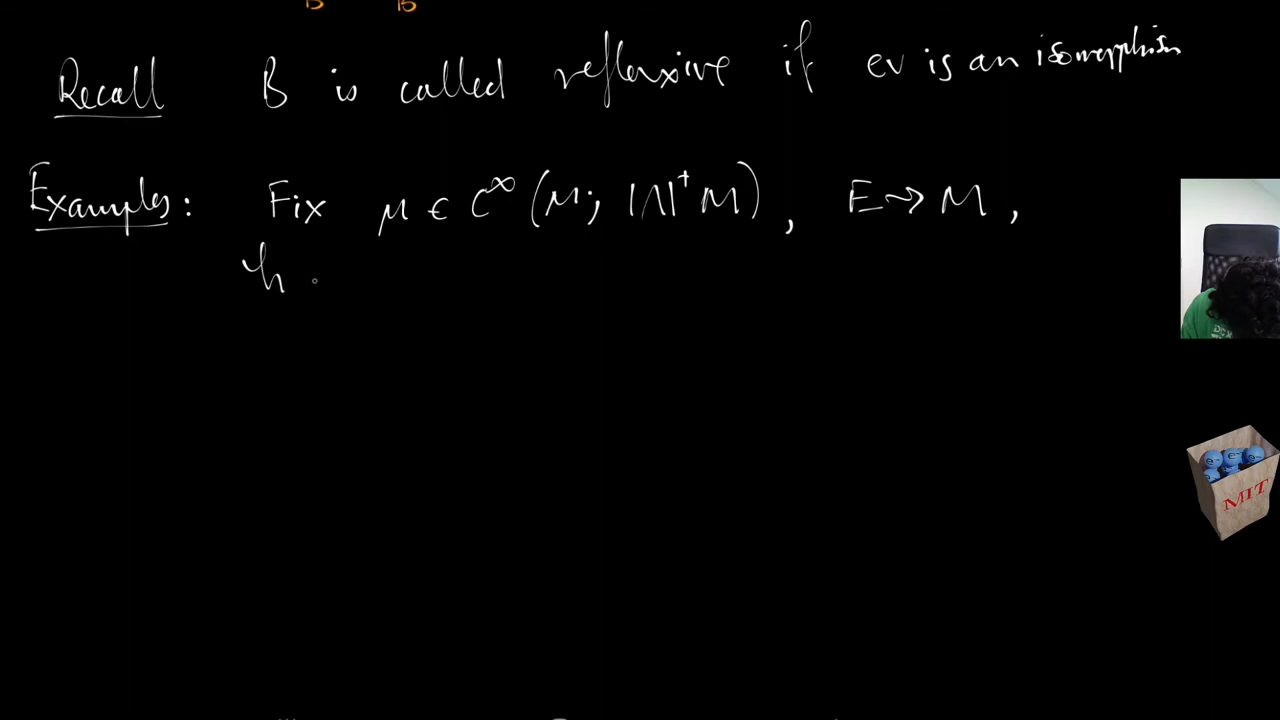 B B
Recall B is called reflexive if ev is an isomorphism
Examples: Fix μ ∈ C^∞ (M; |Λ|^+ M), E → M,
h
MIT